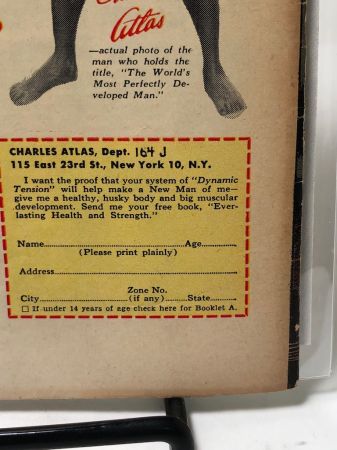 Atlas
—actual photo of the
man who holds the
title, "The World's
Most Perfectly De-
veloped Man."
CHARLES ATLAS, Dept. 164 J
115 East 23rd St., New York 10, N.Y.
I want the proof that your system of "Dynamic
Tension" will help make a New Man of me—
give me a healthy, husky body and big muscular
development. Send me your free book, "Ever-
lasting Health and Strength."
Name.....................................Age..............
(Please print plainly)
Address.......................................................
Zone No.
City..........................(if any).......State..........
☐ If under 14 years of age check here for Booklet A.